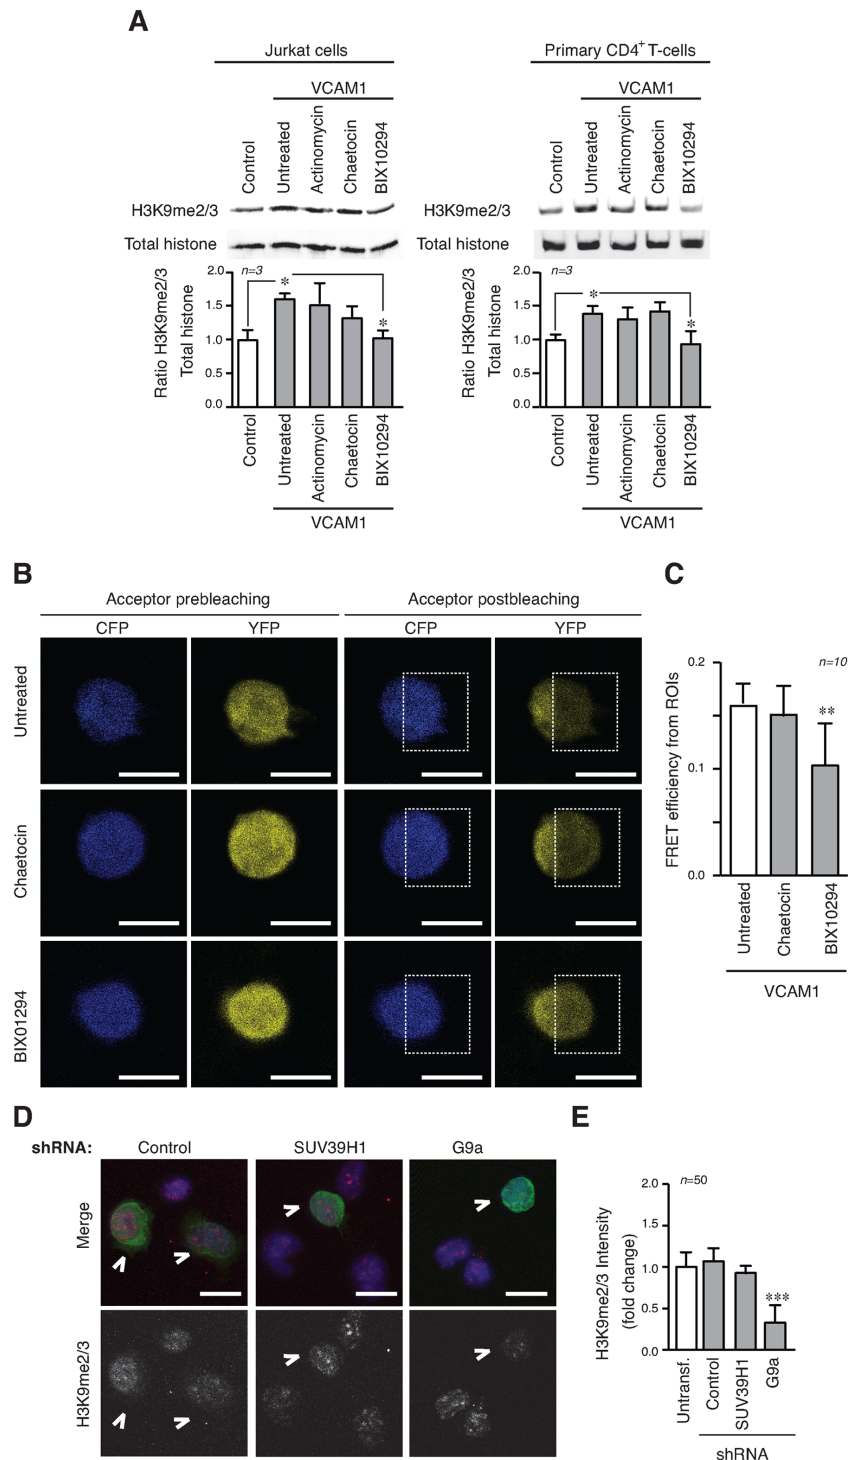 A
Jurkat cells
Primary CD4+ T-cells
VCAM1
VCAM1
Control
Untreated
Actinomycin
Chaetocin
BIX10294
Control
Untreated
Actinomycin
Chaetocin
BIX10294
H3K9me2/3
H3K9me2/3
Total histone
Total histone
Ratio H3K9me2/3
Total histone
2.0
1.5
1.0
0.5
0.0
n=3
*
*
Control
Untreated
Actinomycin
Chaetocin
BIX10294
VCAM1
Ratio H3K9me2/3
Total histone
2.0
1.5
1.0
0.5
0.0
n=3
*
*
Control
Untreated
Actinomycin
Chaetocin
BIX10294
VCAM1
B
Acceptor prebleaching
Acceptor postbleaching
CFP
YFP
CFP
YFP
Untreated
Chaetocin
BIX01294
C
FRET efficiency from ROIs
0.2
0.1
0.0
n=10
**
Untreated
Chaetocin
BIX10294
VCAM1
D
shRNA:
Control
SUV39H1
G9a
Merge
H3K9me2/3
E
H3K9me2/3 Intensity
(fold change)
2.0
1.5
1.0
0.5
0.0
n=50
***
Untransf.
Control
SUV39H1
G9a
shRNA